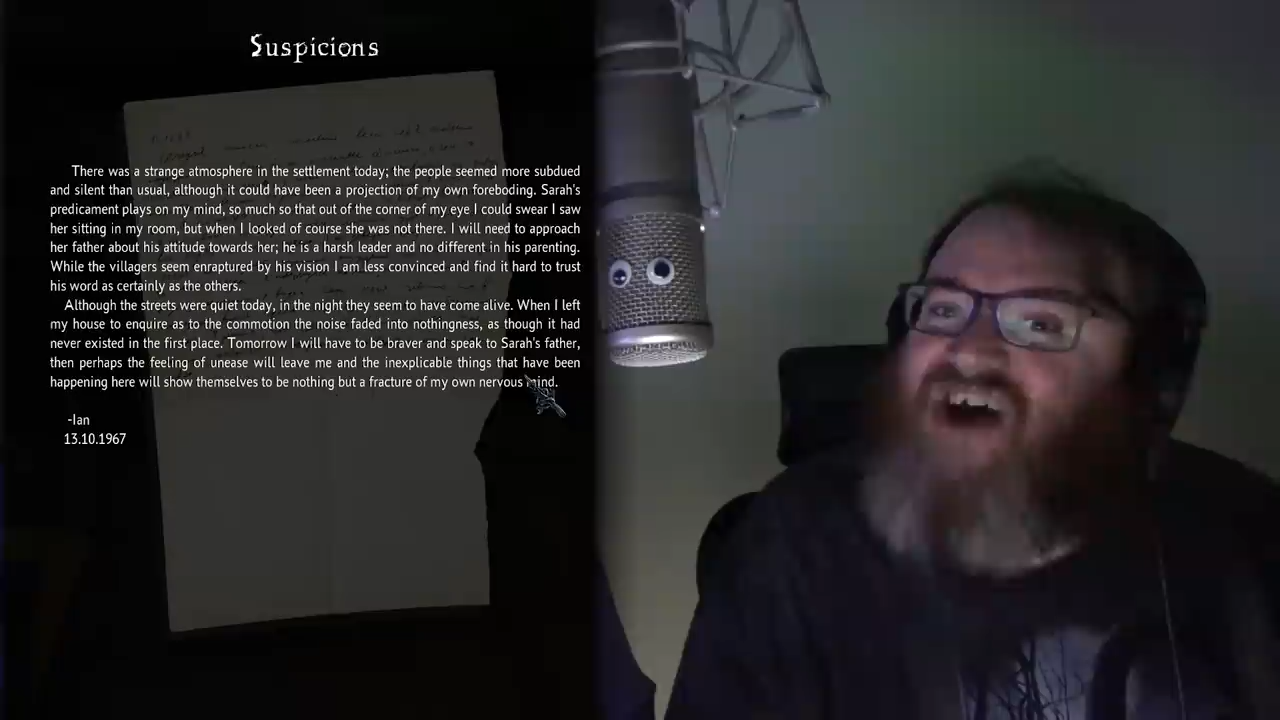 Suspicions
There was a strange atmosphere in the settlement today; the people seemed more subdued
and silent than usual, although it could have been a projection of my own foreboding. Sarah's
predicament plays on my mind, so much so that out of the corner of my eye I could swear I saw
her sitting in my room, but when I looked of course she was not there. I will need to approach
her father about his attitude towards her; he is a harsh leader and no different in his parenting.
While the villagers seem enraptured by his vision I am less convinced and find it hard to trust
his word as certainly as the others.
Although the streets were quiet today, in the night they seem to have come alive. When I left
my house to enquire as to the commotion the noise faded into nothingness, as though it had
never existed in the first place. Tomorrow I will have to be braver and speak to Sarah's father,
then perhaps the feeling of unease will leave me and the inexplicable things that have been
happening here will show themselves to be nothing but a fracture of my own nervous mind.
-Ian
13.10.1967